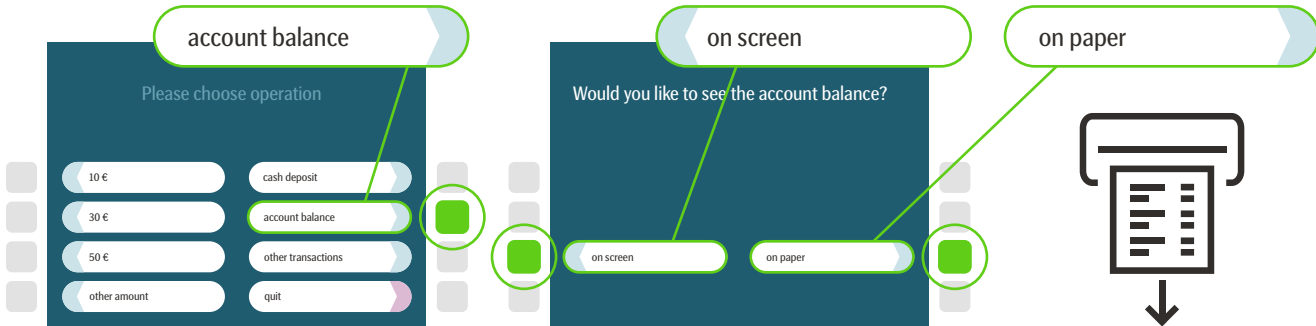 account balance
Please choose operation
10 €
cash deposit
30 €
account balance
50 €
other transactions
other amount
quit
on screen
on paper
Would you like to see the account balance?
on screen
on paper